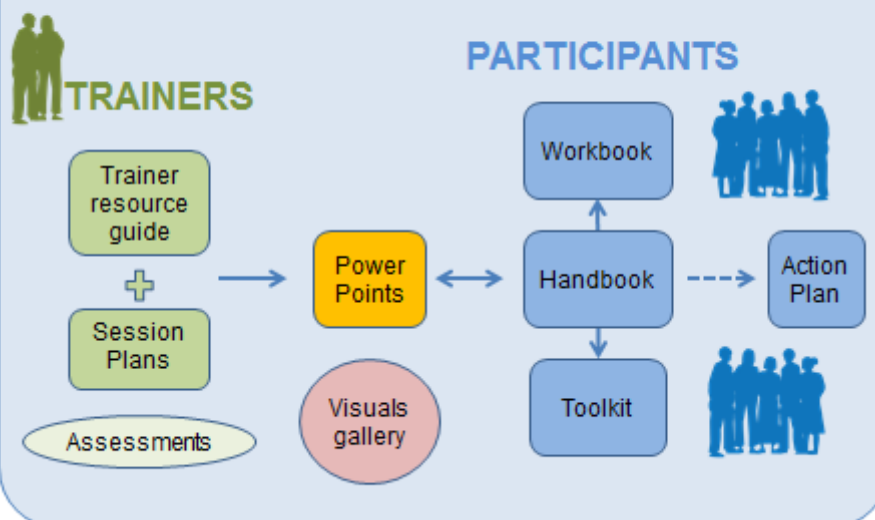 TRAINERS
PARTICIPANTS
Trainer
resource
guide
Session
Plans
Assessments
Power
Points
Visuals
gallery
Workbook
Handbook
Toolkit
Action
Plan